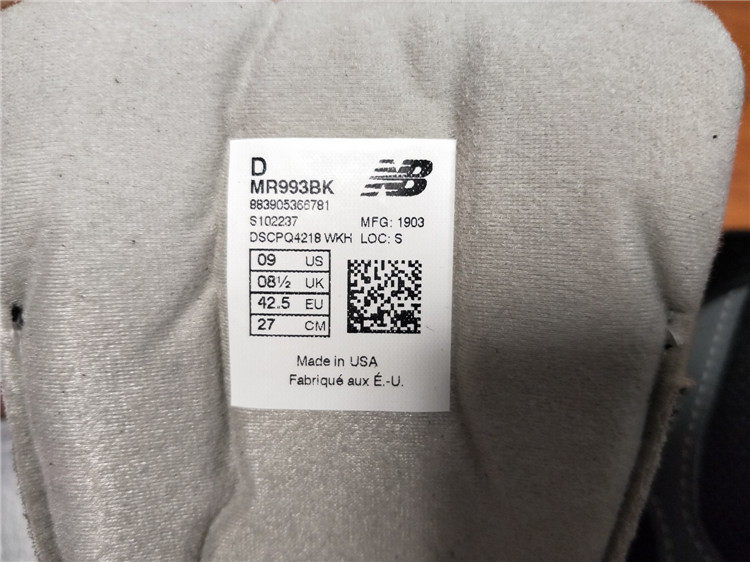 D
NB
MR993BK
883905366781
S102237 MFG: 1903
DSCPQ4218 WKH LOC: S
09 US
08½ UK
42.5 EU
27 CM
Made in USA
Fabriqué aux É.-U.